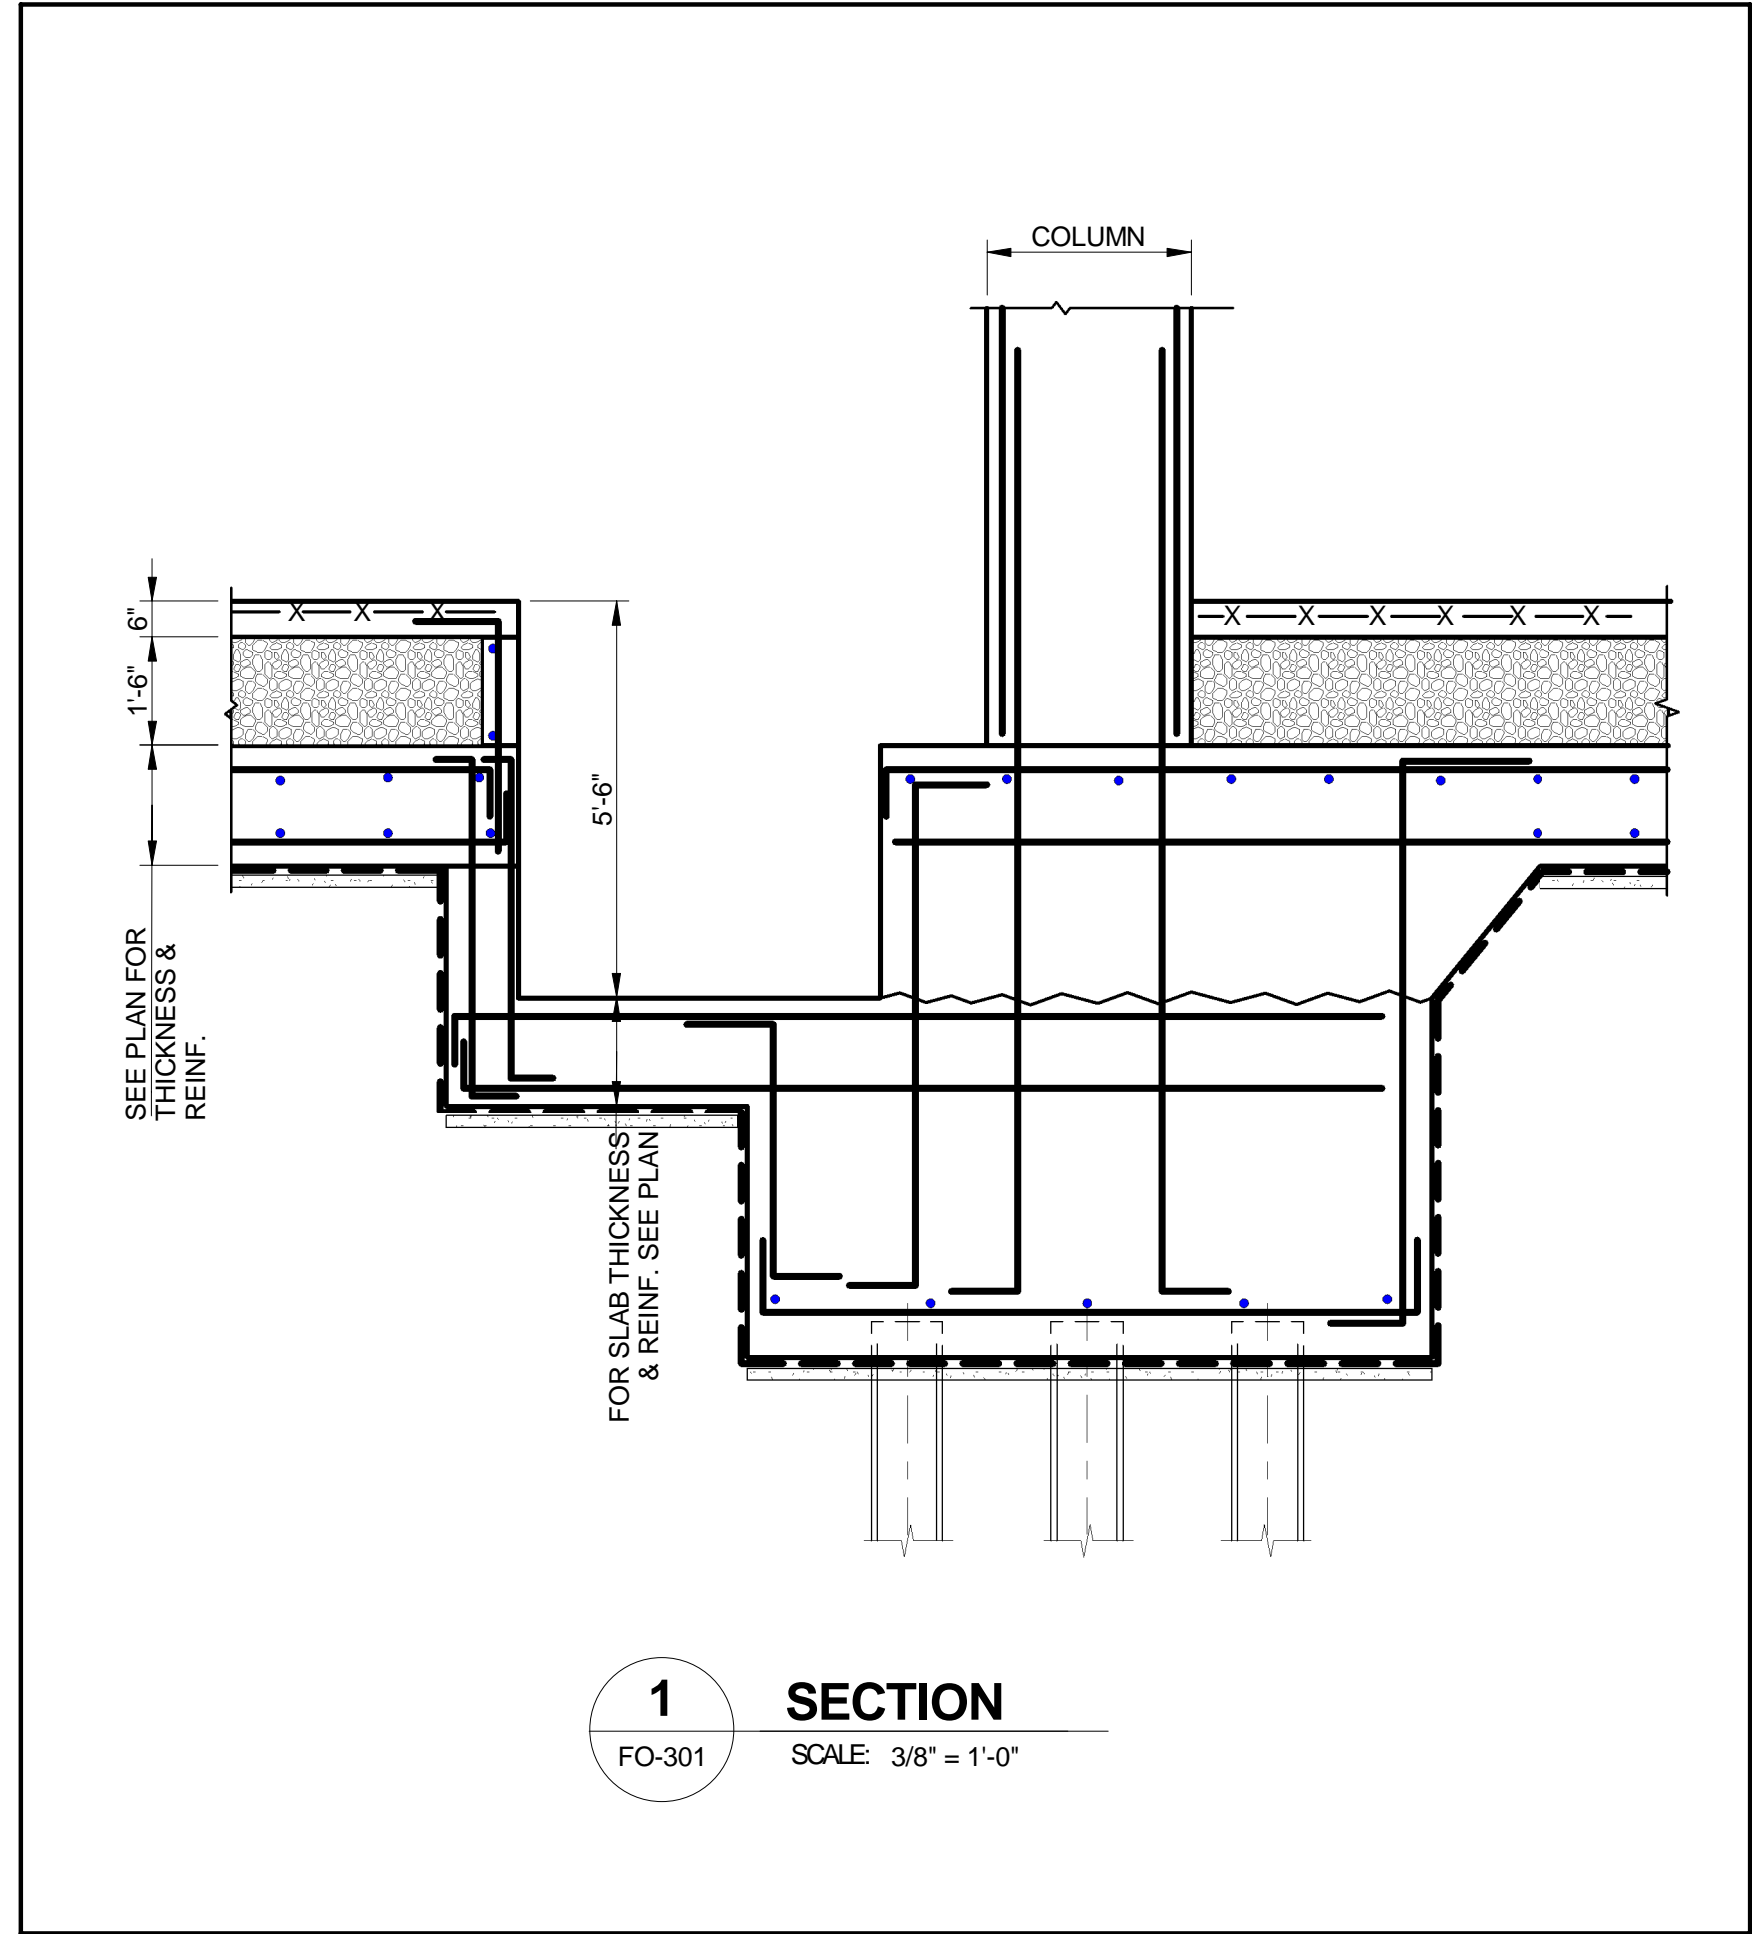 COLUMN
X X X
X X X X X X
6"
1'-6"
5'-6"
SEE PLAN FOR
THICKNESS &
REINF.
FOR SLAB THICKNESS
& REINF. SEE PLAN
1
FO-301
SECTION
SCALE: 3/8" = 1'-0"